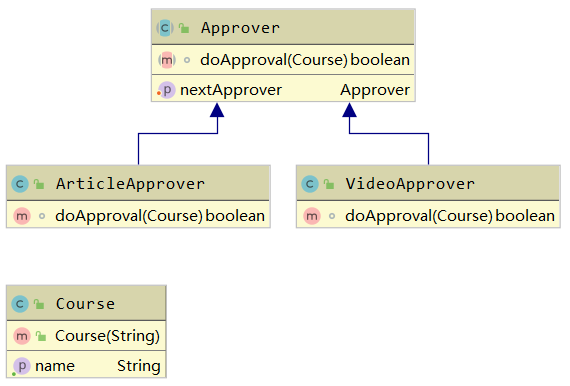 C Approver
m doApproval(Course) boolean
p nextApprover Approver
C ArticleApprover
m doApproval(Course) boolean
C VideoApprover
m doApproval(Course) boolean
C Course
m Course(String)
p name String